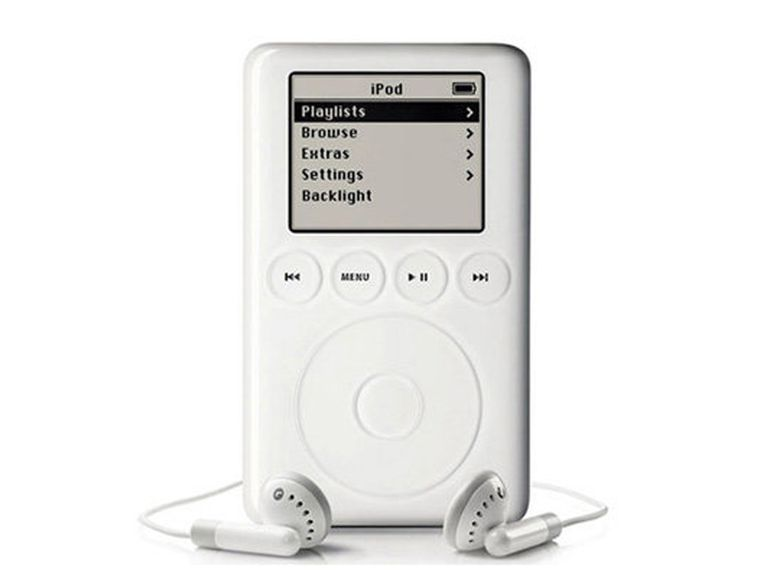 iPod
Playlists
Browse
Extras
Settings
Backlight
MENU